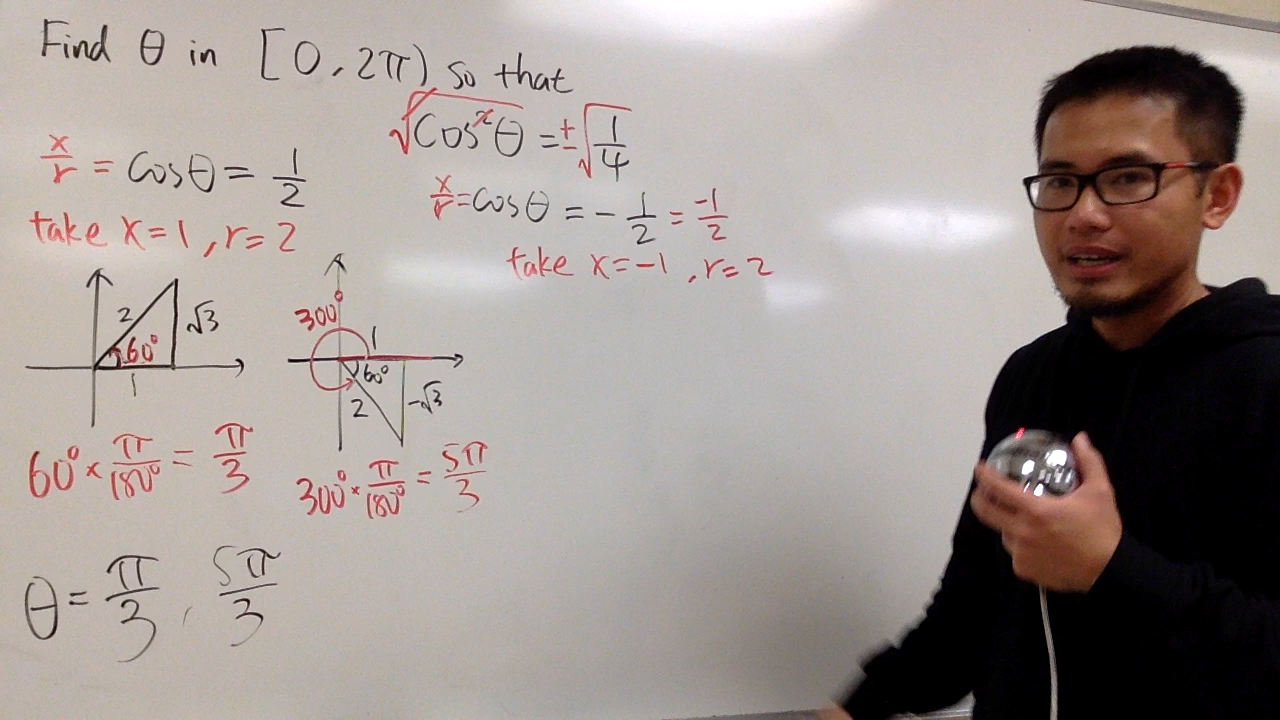 Find θ in [0, 2π) so that
√cos²θ = ±√1/4
x/r = cosθ = 1/2
take x=1, r=2
x/r = cosθ = -1/2 = -1/2
take x=-1, r=2
2
√3
60°
1
300°
1
60°
2
-√3
60° × π/180° = π/3
300° × π/180° = 5π/3
θ = π/3, 5π/3